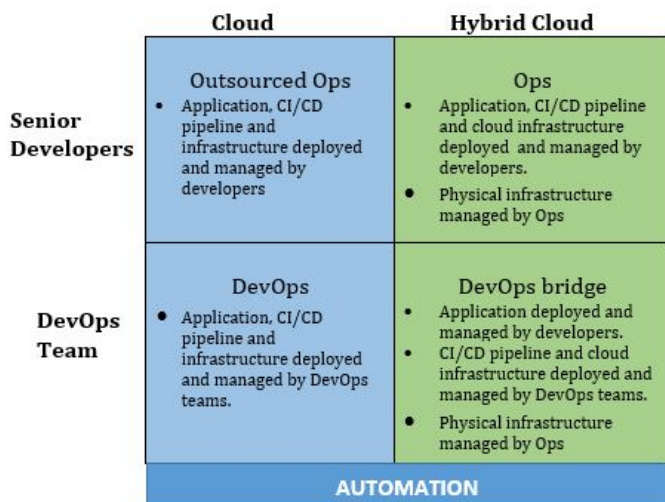 Cloud
Hybrid Cloud
Senior
Developers
Outsourced Ops
• Application, CI/CD
pipeline and
infrastructure deployed
and managed by
developers
Ops
• Application, CI/CD pipeline
and cloud infrastructure
deployed and managed by
developers.
• Physical infrastructure
managed by Ops
DevOps
Team
DevOps
• Application, CI/CD
pipeline and
infrastructure deployed
and managed by DevOps
teams.
DevOps bridge
• Application deployed and
managed by developers.
• CI/CD pipeline and cloud
infrastructure deployed and
managed by DevOps teams.
• Physical infrastructure
managed by Ops
AUTOMATION